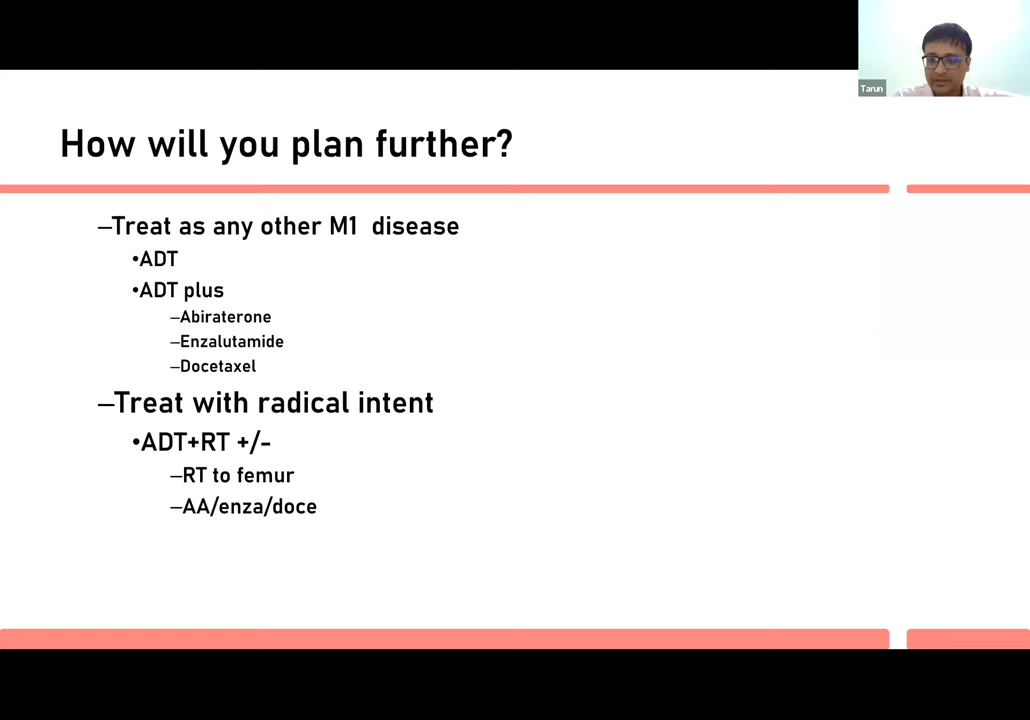 Tarun
How will you plan further?
–Treat as any other M1 disease
•ADT
•ADT plus
–Abiraterone
–Enzalutamide
–Docetaxel
–Treat with radical intent
•ADT+RT +/-
–RT to femur
–AA/enza/doce